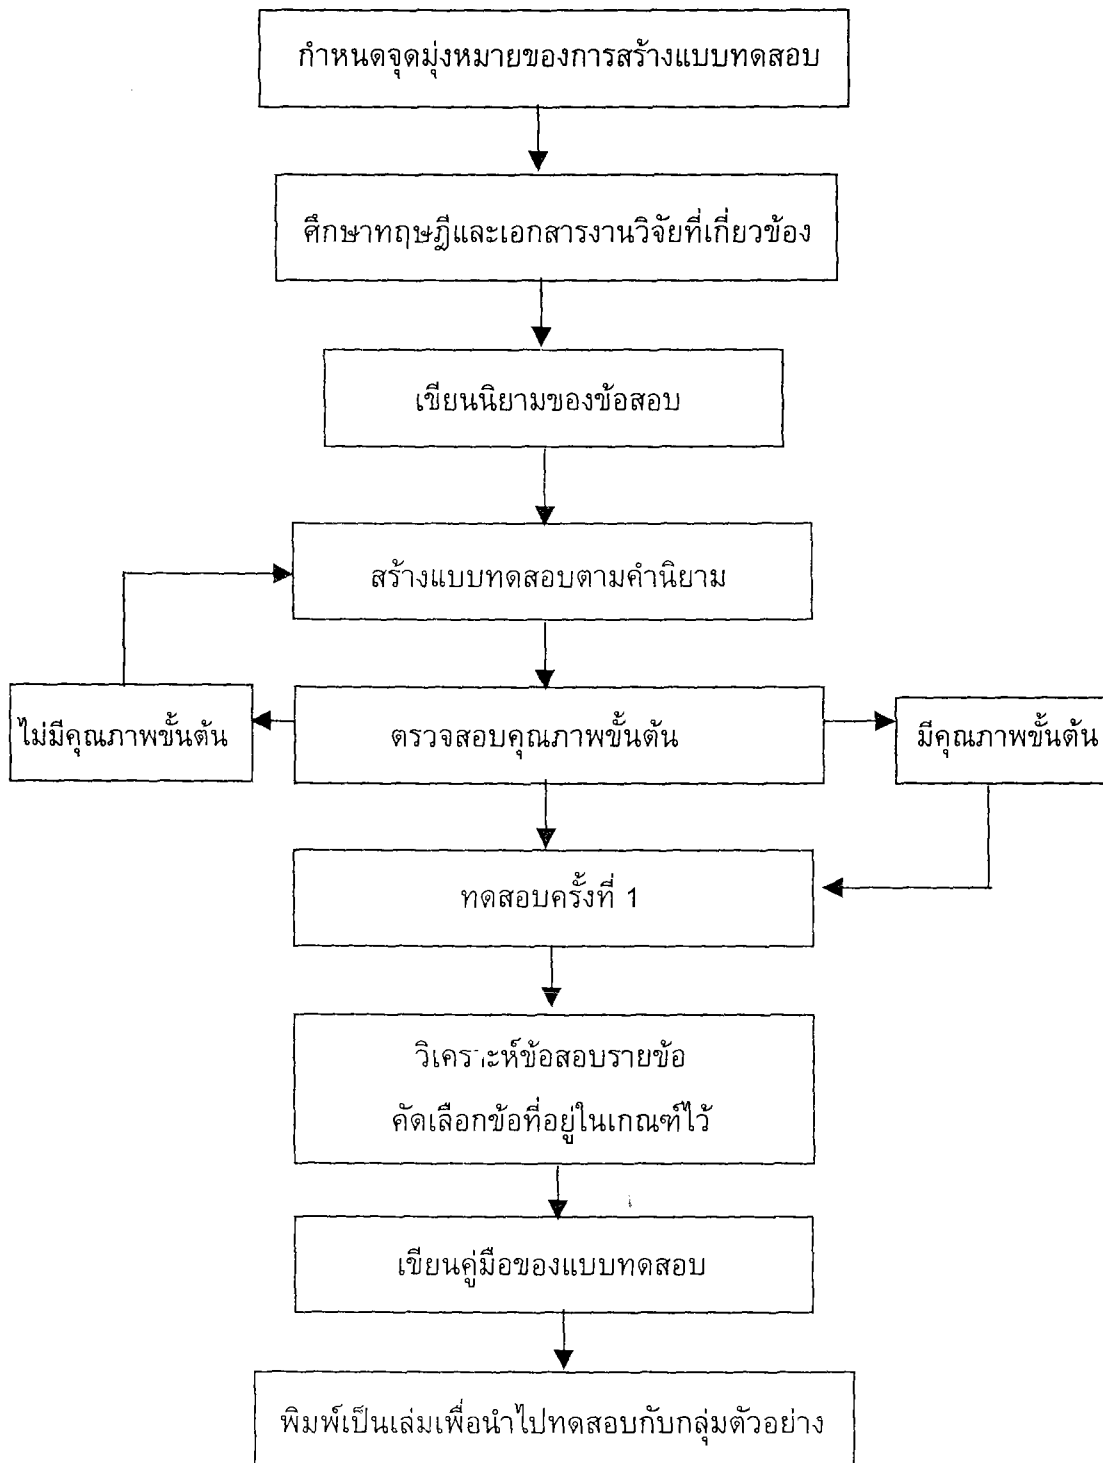 กำหนดจุดมุ่งหมายของการสร้างแบบทดสอบ
ศึกษาทฤษฎีและเอกสารงานวิจัยที่เกี่ยวข้อง
เขียนนิยามของข้อสอบ
สร้างแบบทดสอบตามคำนิยาม
ไม่มีคุณภาพขั้นต้น
ตรวจสอบคุณภาพขั้นต้น
มีคุณภาพขั้นต้น
ทดสอบครั้งที่ 1
วิเคราะห์ข้อสอบรายข้อ
คัดเลือกข้อที่อยู่ในเกณฑ์ไว้
เขียนคู่มือของแบบทดสอบ
พิมพ์เป็นเล่มเพื่อนำไปทดสอบกับกลุ่มตัวอย่าง